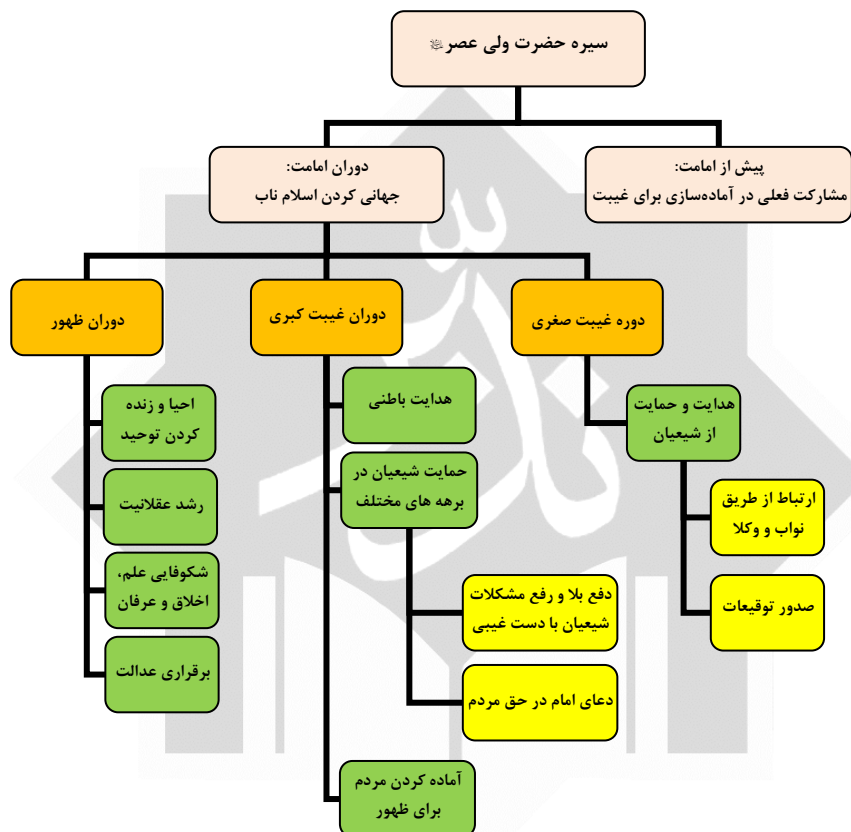 سیره حضرت ولی عصر
پیش از امامت:
مشارکت فعلی در آماده‌سازی برای غیبت
دوران امامت:
جهانی کردن اسلام ناب
دوره غیبت صغری
دوران غیبت کبری
دوران ظهور
هدایت و حمایت
از شیعیان
ارتباط از طریق
نواب و وکلا
صدور توقیعات
هدایت باطنی
حمایت شیعیان در
برهه های مختلف
دفع بلا و رفع مشکلات
شیعیان با دست غیبی
دعای امام در حق مردم
آماده کردن مردم
برای ظهور
احیا و زنده
کردن توحید
رشد عقلانیت
شکوفایی علم،
اخلاق و عرفان
برقراری عدالت